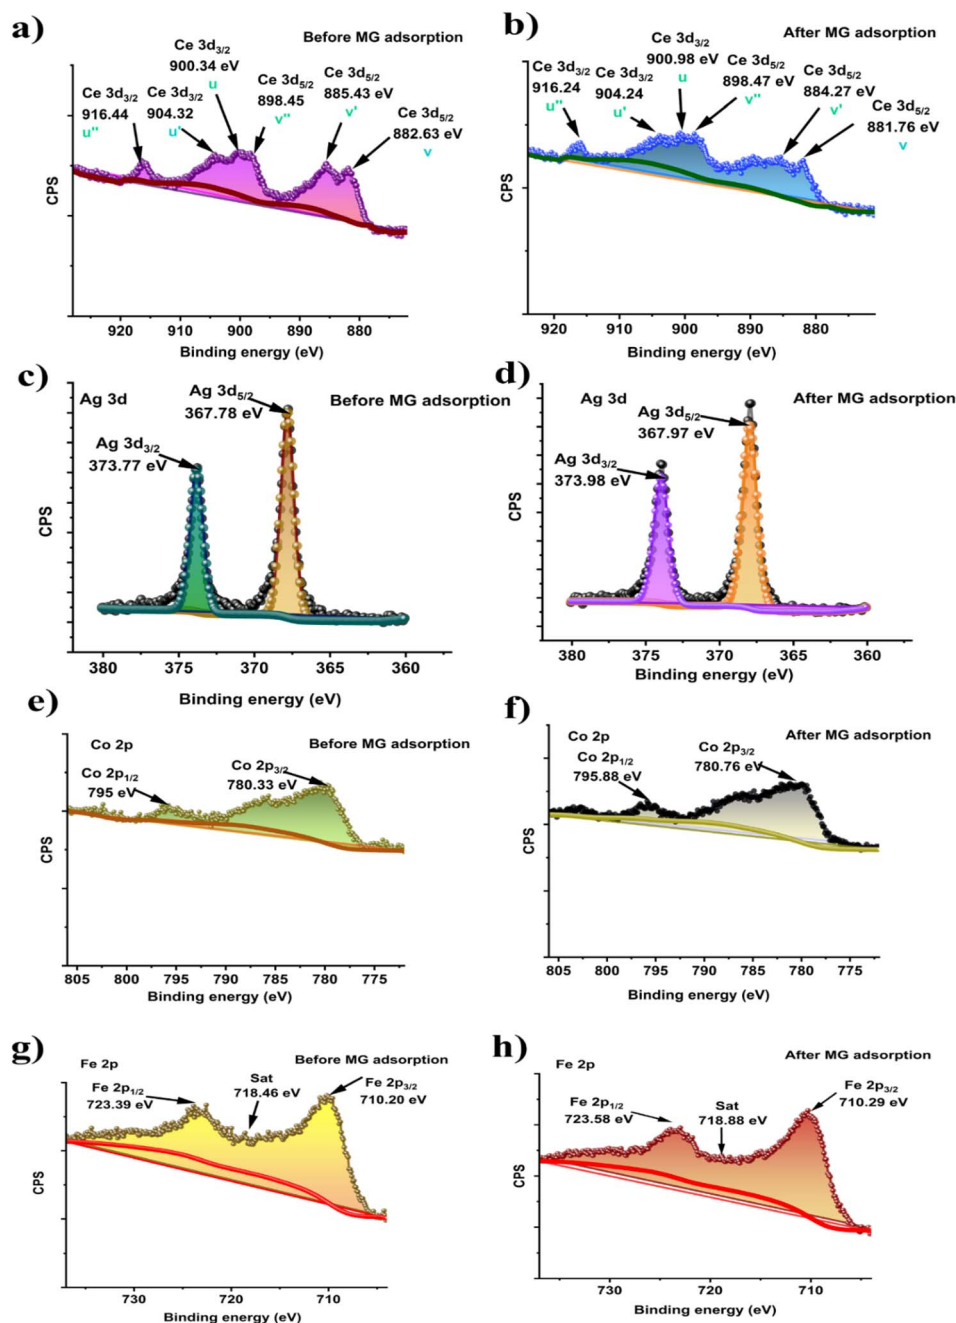 a)
Before MG adsorption
Ce 3d3/2
900.34 eV
u
Ce 3d3/2
916.44
u''
Ce 3d3/2
904.32
u'
Ce 3d5/2
898.45
v''
Ce 3d5/2
885.43 eV
v'
Ce 3d5/2
882.63 eV
v
CPS
920 910 900 890 880
Binding energy (eV)
b)
After MG adsorption
Ce 3d3/2
900.98 eV
u
Ce 3d3/2
916.24
u''
Ce 3d3/2
904.24
u'
Ce 3d5/2
898.47 eV
v''
Ce 3d5/2
884.27 eV
v'
Ce 3d5/2
881.76 eV
v
CPS
920 910 900 890 880
Binding energy (eV)
c)
Ag 3d
Before MG adsorption
Ag 3d5/2
367.78 eV
Ag 3d3/2
373.77 eV
CPS
380 375 370 365 360
Binding energy (eV)
d)
Ag 3d
After MG adsorption
Ag 3d5/2
367.97 eV
Ag 3d3/2
373.98 eV
CPS
380 375 370 365 360
Binding energy (eV)
e)
Co 2p
Before MG adsorption
Co 2p1/2
795 eV
Co 2p3/2
780.33 eV
CPS
805 800 795 790 785 780 775
Binding energy (eV)
f)
Co 2p
After MG adsorption
Co 2p1/2
795.88 eV
Co 2p3/2
780.76 eV
CPS
805 800 795 790 785 780 775
Binding energy (eV)
g)
Fe 2p
Before MG adsorption
Fe 2p1/2
723.39 eV
Sat
718.46 eV
Fe 2p3/2
710.20 eV
CPS
730 720 710
Binding energy (eV)
h)
Fe 2p
After MG adsorption
Fe 2p1/2
723.58 eV
Sat
718.88 eV
Fe 2p3/2
710.29 eV
CPS
730 720 710
Binding energy (eV)